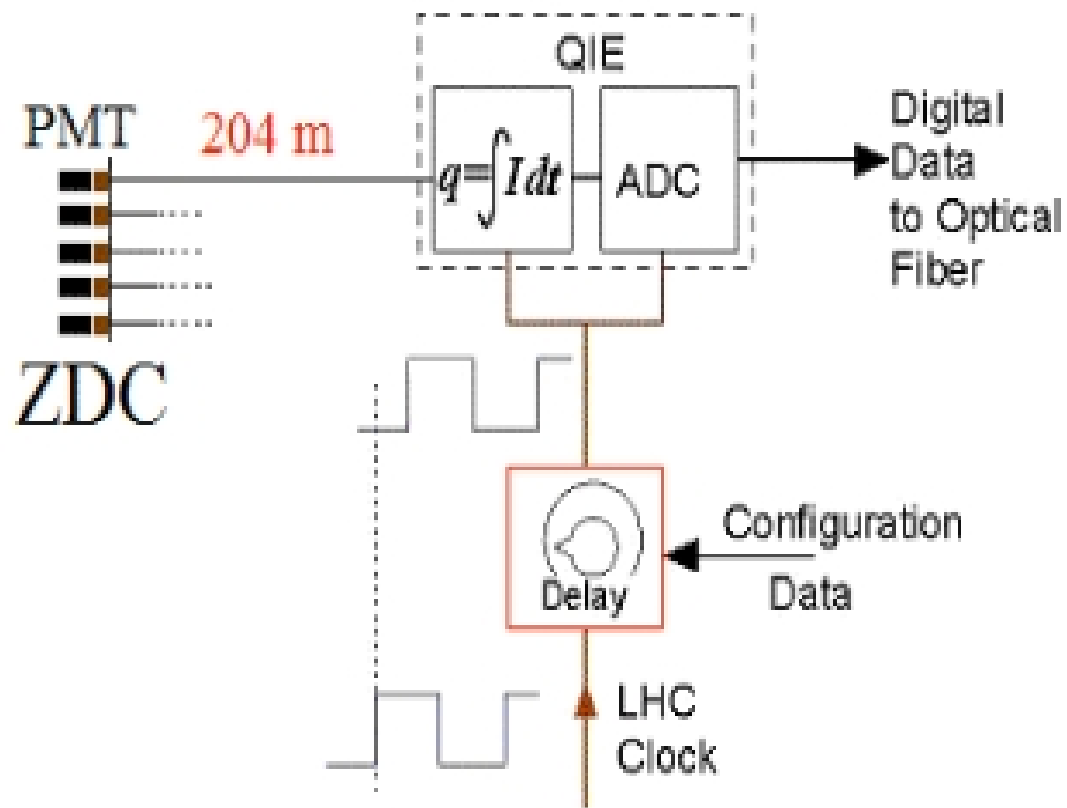 QIE
PMT
204 m
q=∫Idt
ADC
Digital
Data
to Optical
Fiber
ZDC
Delay
Configuration
Data
LHC
Clock